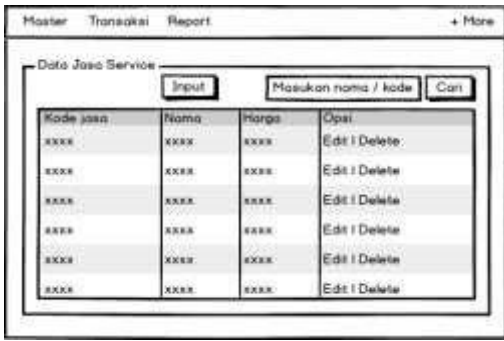 Master Transaksi Report + More
Data Jasa Service
Input Masukan nama / kode Cari
Kode jasa Nama Harga Opsi
xxxx xxxx xxxx Edit | Delete
xxxx xxxx xxxx Edit | Delete
xxxx xxxx xxxx Edit | Delete
xxxx xxxx xxxx Edit | Delete
xxxx xxxx xxxx Edit | Delete
xxxx xxxx xxxx Edit | Delete